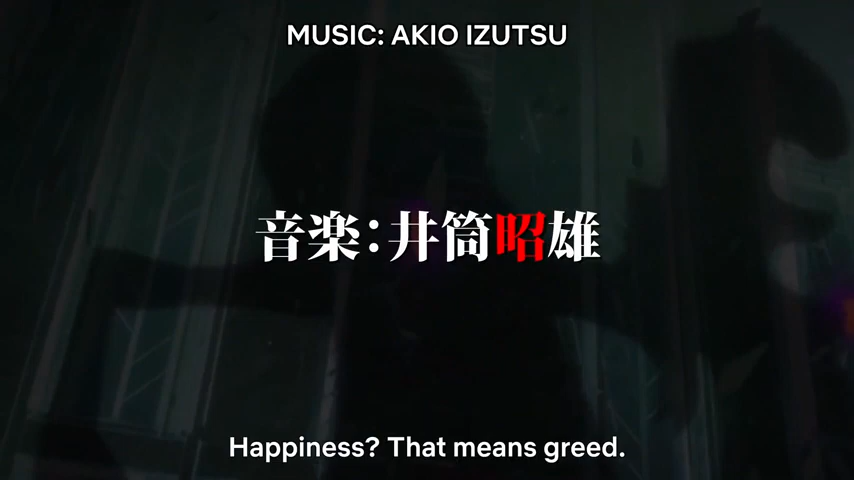 MUSIC: AKIO IZUTSU
音楽：井筒昭雄
Happiness? That means greed.